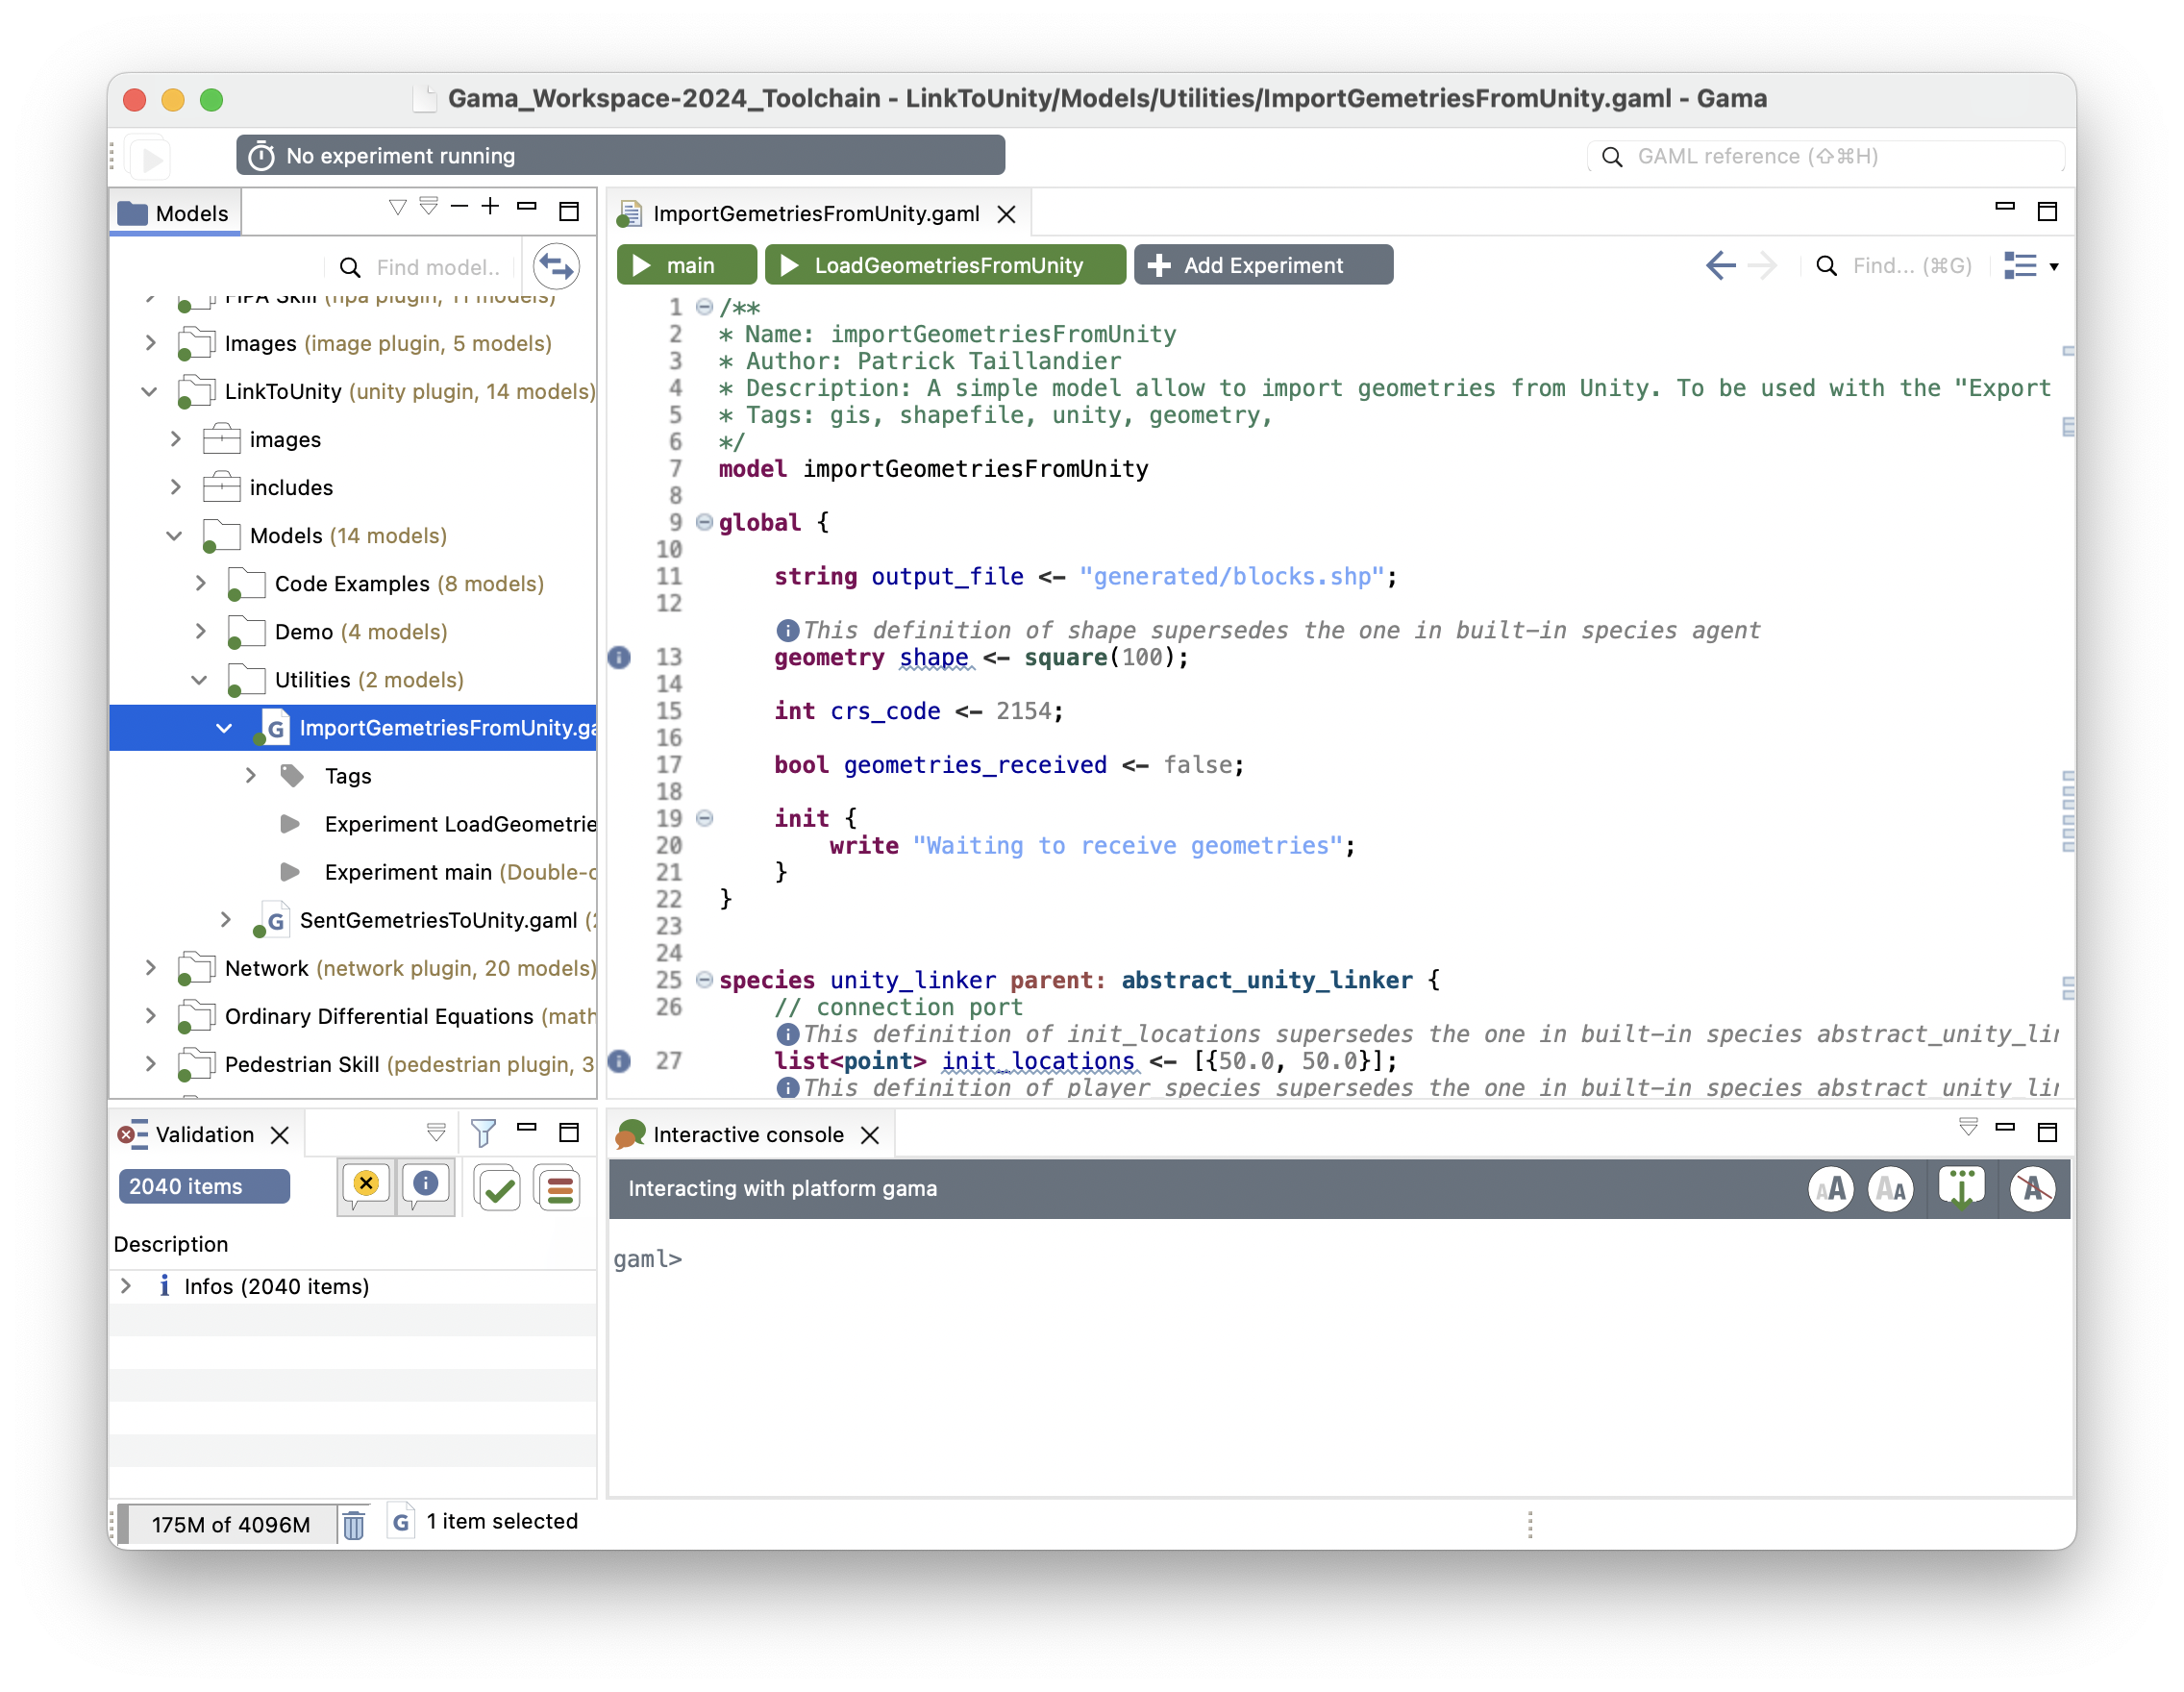 Gama_Workspace-2024_Toolchain - LinkToUnity/Models/Utilities/ImportGemetriesFromUnity.gaml - Gama
No experiment running
GAML reference (⇧⌘H)
Models
Find model..
FIPA Skill (fipa plugin, 11 models)
Images (image plugin, 5 models)
LinkToUnity (unity plugin, 14 models)
images
includes
Models (14 models)
Code Examples (8 models)
Demo (4 models)
Utilities (2 models)
ImportGemetriesFromUnity.ga
Tags
Experiment LoadGeometrie
Experiment main (Double-c
SentGemetriesToUnity.gaml (2
Network (network plugin, 20 models)
Ordinary Differential Equations (math
Pedestrian Skill (pedestrian plugin, 3
ImportGemetriesFromUnity.gaml
main
LoadGeometriesFromUnity
Add Experiment
Find... (⌘G)
1 /**
2 * Name: importGeometriesFromUnity
3 * Author: Patrick Taillandier
4 * Description: A simple model allow to import geometries from Unity. To be used with the "Export
5 * Tags: gis, shapefile, unity, geometry,
6 */
7 model importGeometriesFromUnity
8
9 global {
10
11 string output_file <- "generated/blocks.shp";
12
This definition of shape supersedes the one in built-in species agent
13 geometry shape <- square(100);
14
15 int crs_code <- 2154;
16
17 bool geometries_received <- false;
18
19 init {
20 write "Waiting to receive geometries";
21 }
22 }
23
24
25 species unity_linker parent: abstract_unity_linker {
26 // connection port
This definition of init_locations supersedes the one in built-in species abstract_unity_lin
27 list<point> init_locations <- [{50.0, 50.0}];
This definition of player_species supersedes the one in built-in species abstract_unity_lin
Validation
2040 items
Description
Infos (2040 items)
Interactive console
Interacting with platform gama
gaml>
175M of 4096M
1 item selected